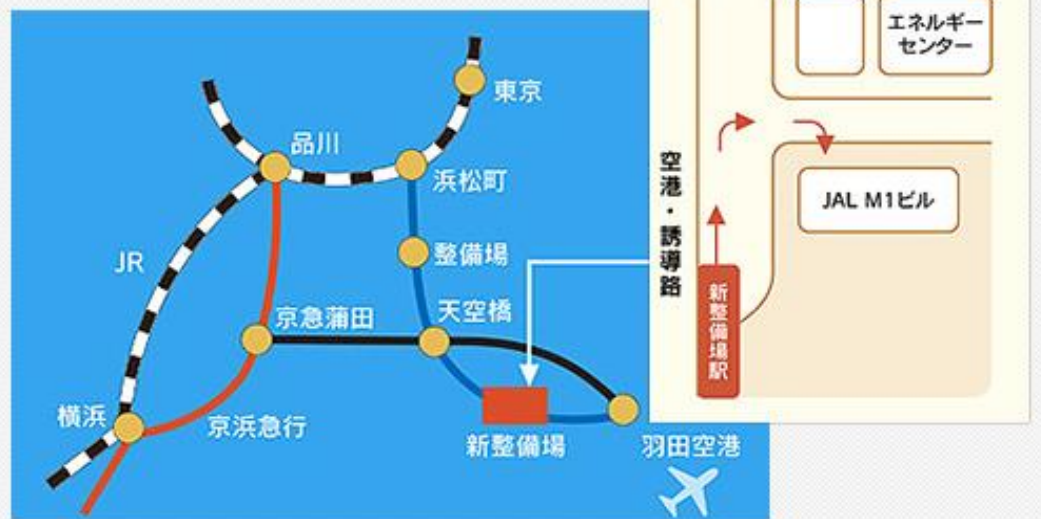 東京
品川
浜松町
JR
整備場
京急蒲田
天空橋
横浜
京浜急行
新整備場
羽田空港
エネルギー
センター
空港・誘導路
JAL M1ビル
新整備場駅